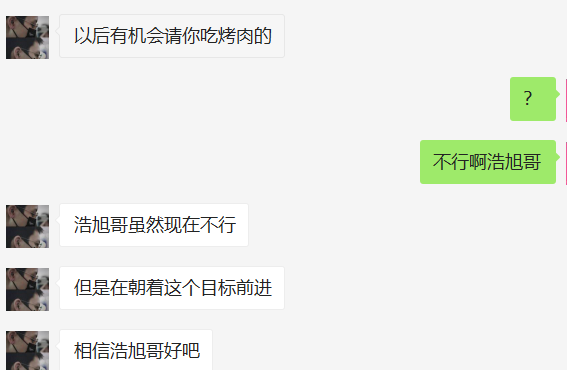 以后有机会请你吃烤肉的
？
不行啊浩旭哥
浩旭哥虽然现在不行
但是在朝着这个目标前进
相信浩旭哥好吧